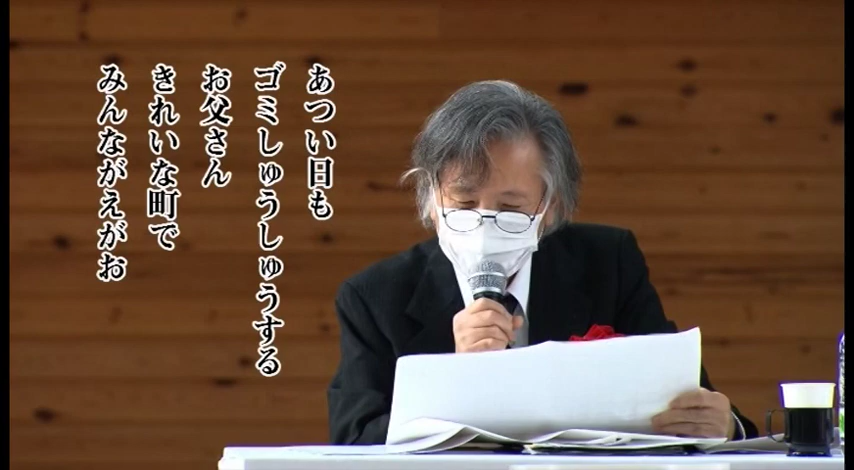 あつい日も
ゴミしゅうしゅうする
お父さん
きれいな町で
みんながえがお